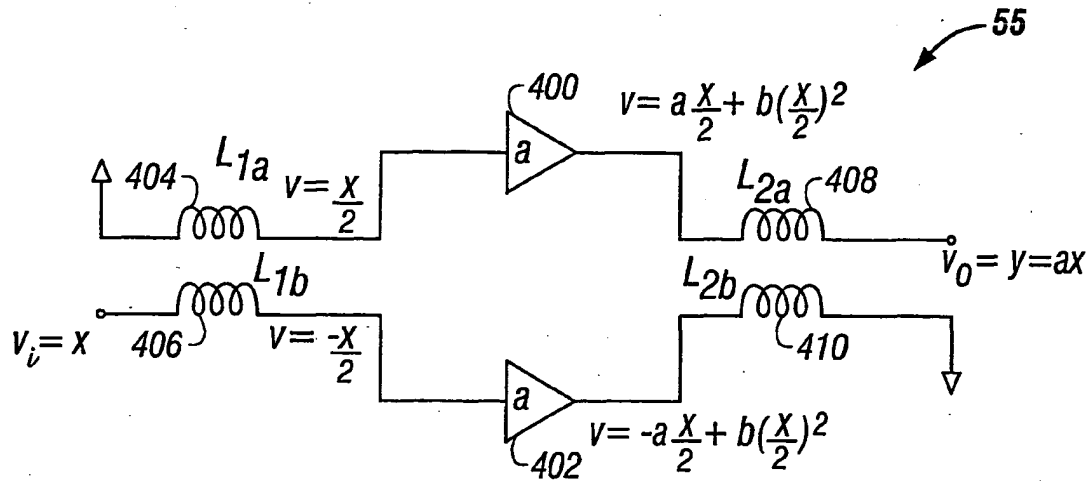 55
400
v= a x/2 + b(x/2)²
a
L1a
404
v= x/2
L2a
408
L1b
v0= y=ax
L2b
vi= x
406
v= -x/2
410
a
402
v= -a x/2 + b(x/2)²